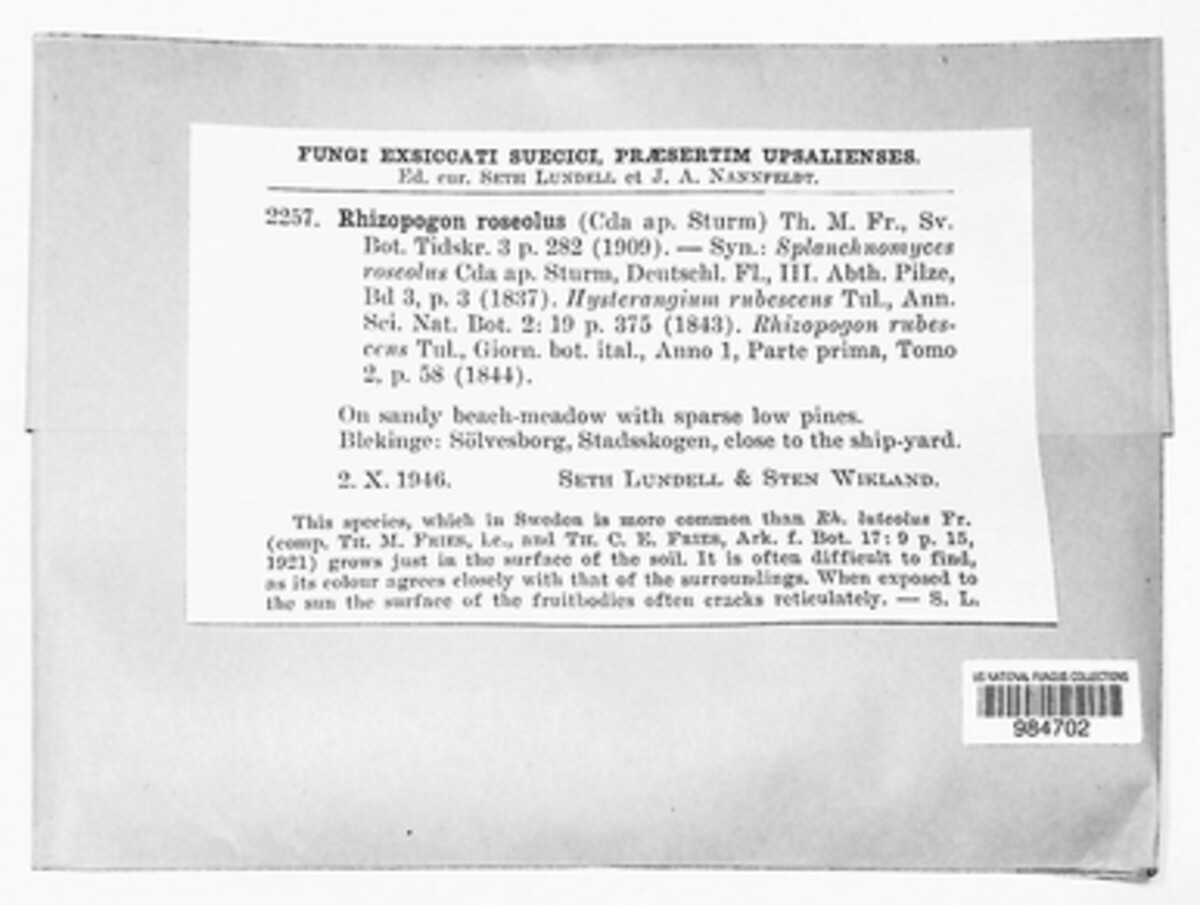 FUNGI EXSICCATI SUECICI, PRÆSERTIM UPSALIENSES.
Ed. cur. SETH LUNDELL et J. A. NANNFELDT.
2257. Rhizopogon roseolus (Cda ap. Sturm) Th. M. Fr., Sv.
Bot. Tidskr. 3 p. 282 (1909). — Syn.: Splanchnomyces
roseolus Cda ap. Sturm, Deutschl. Fl., III. Abth. Pilze,
Bd 3, p. 3 (1837). Hysterangium rubescens Tul., Ann.
Sci. Nat. Bot. 2: 19 p. 375 (1843). Rhizopogon rubes-
cens Tul., Giorn. bot. ital., Anno 1, Parte prima, Tomo
2, p. 58 (1844).
On sandy beach-meadow with sparse low pines.
Blekinge: Sölvesborg, Stadsskogen, close to the ship-yard.
2. X. 1946. SETH LUNDELL & STEN WIKLAND.
This species, which in Sweden is more common than Rh. luteolus Fr.
(comp. TH. M. FRIES, l.c., and TH. C. E. FRIES, Ark. f. Bot. 17: 9 p. 15,
1921) grows just in the surface of the soil. It is often difficult to find,
as its colour agrees closely with that of the surroundings. When exposed to
the sun the surface of the fruitbodies often cracks reticulately. — S. L.
US NATIONAL FUNGUS COLLECTIONS
984702